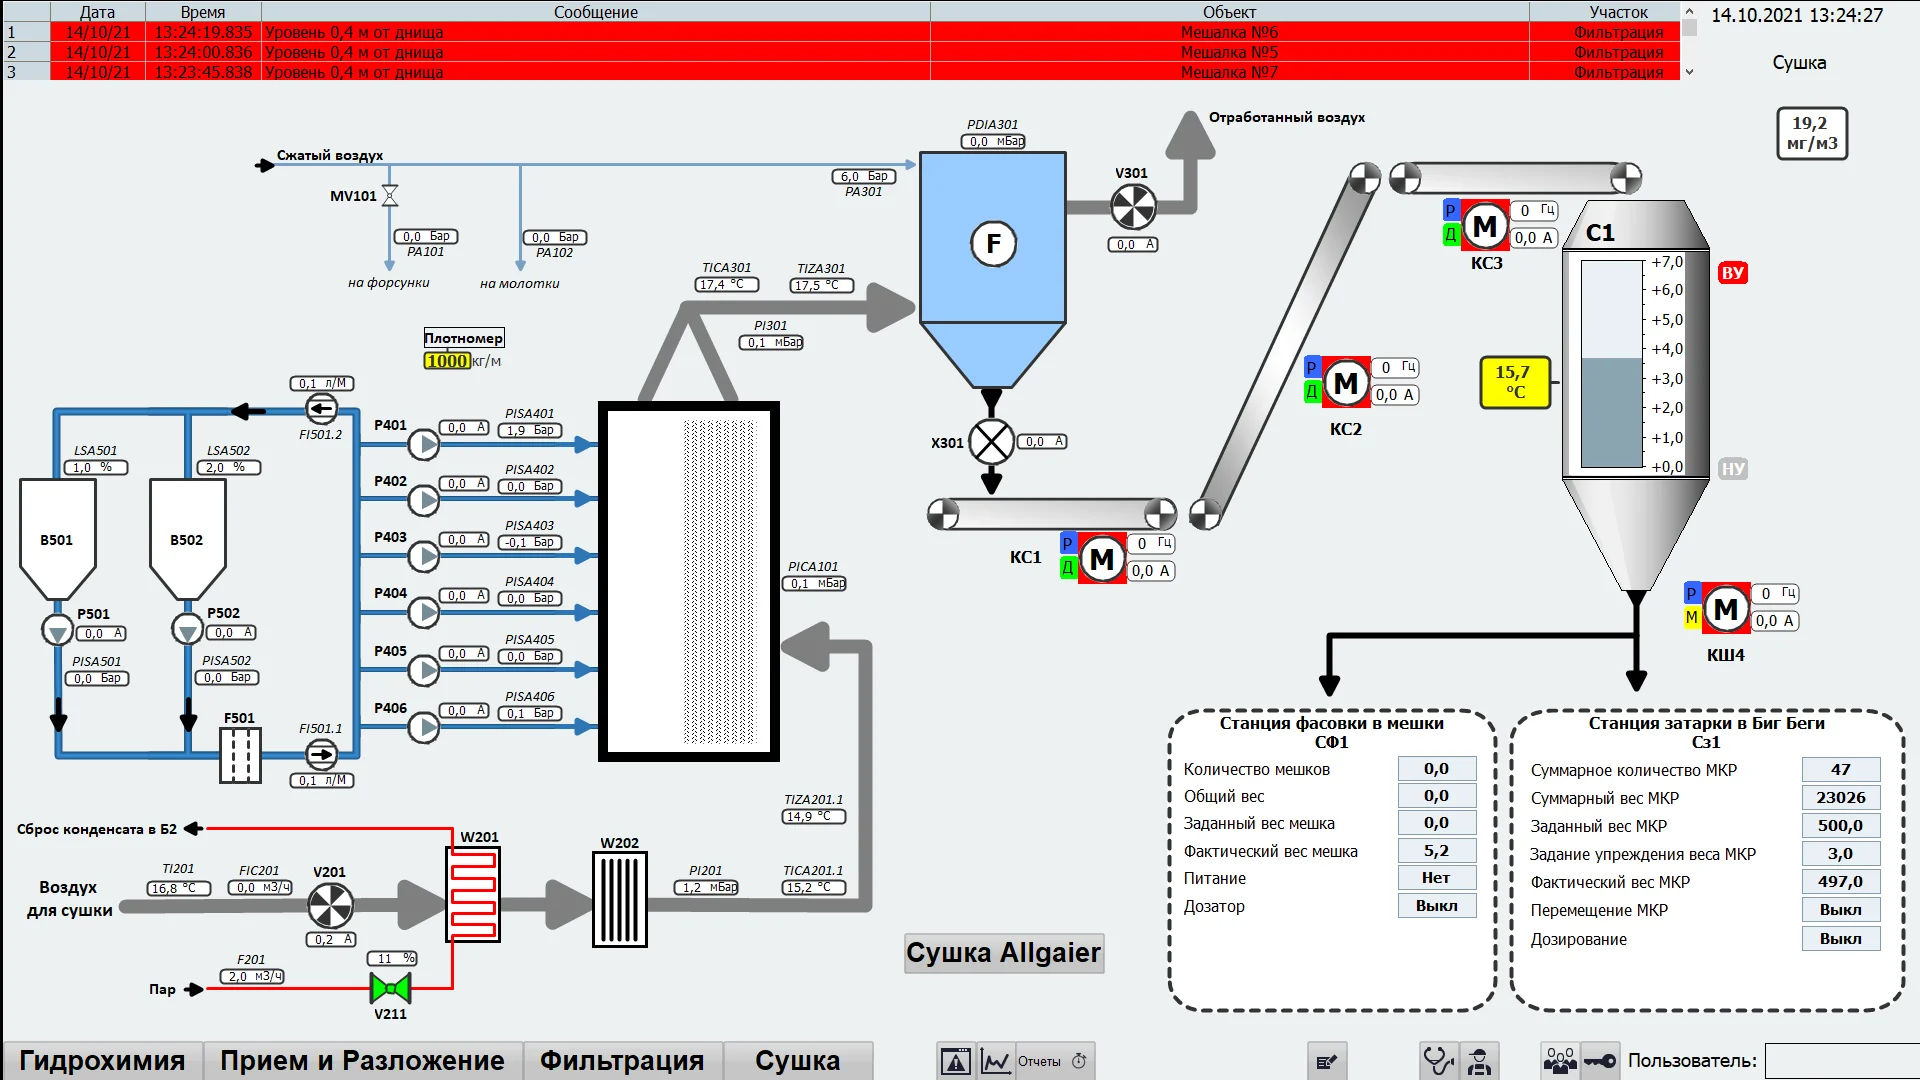 Дата Время Сообщение Объект Участок
1 14/10/21 13:24:19.835 Уровень 0,4 м от днища Мешалка №6 Фильтрация
2 14/10/21 13:24:00.836 Уровень 0,4 м от днища Мешалка №5 Фильтрация
3 14/10/21 13:23:45.838 Уровень 0,4 м от днища Мешалка №7 Фильтрация
14.10.2021 13:24:27
Сушка
19,2
мг/м3
Сжатый воздух
MV101
0,0 Бар
PA101
на форсунки
0,0 Бар
PA102
на молотки
6,0 Бар
PA301
PDIA301
0,0 мБар
F
V301
0,0 А
Отработанный воздух
TICA301
17,4 °C
TIZA301
17,5 °C
PI301
0,1 мБар
Плотномер
1000 кг/м
X301
0,0 А
КС1
Р
Д
М
0 Гц
0,0 А
Р
Д
М
0 Гц
0,0 А
КС2
Р
Д
М
0 Гц
0,0 А
КС3
С1
+7,0
+6,0
+5,0
+4,0
+3,0
+2,0
+1,0
+0,0
ВУ
НУ
15,7
°C
Р
М
М
0 Гц
0,0 А
КШ4
0,1 л/М
FI501.2
LSA501
1,0 %
LSA502
2,0 %
B501
B502
P501
0,0 А
P502
0,0 А
PISA501
0,0 Бар
PISA502
0,0 Бар
F501
FI501.1
0,1 л/М
P401
0,0 А
PISA401
1,9 Бар
P402
0,0 А
PISA402
0,0 Бар
P403
0,0 А
PISA403
-0,1 Бар
P404
0,0 А
PISA404
0,0 Бар
P405
0,0 А
PISA405
0,0 Бар
P406
0,0 А
PISA406
0,1 Бар
PICA101
0,1 мБар
TIZA201.1
14,9 °C
TICA201.1
15,2 °C
PI201
1,2 мБар
Сброс конденсата в Б2
Воздух
для сушки
TI201
16,8 °C
FIC201
0,0 м3/ч
V201
0,2 А
W201
W202
Пар
F201
2,0 м3/ч
11 %
V211
Сушка Allgaier
Станция фасовки в мешки
СФ1
Количество мешков 0,0
Общий вес 0,0
Заданный вес мешка 0,0
Фактический вес мешка 5,2
Питание Нет
Дозатор Выкл
Станция затарки в Биг Беги
Сз1
Суммарное количество МКР 47
Суммарный вес МКР 23026
Заданный вес МКР 500,0
Задание упреждения веса МКР 3,0
Фактический вес МКР 497,0
Перемещение МКР Выкл
Дозирование Выкл
Гидрохимия Прием и Разложение Фильтрация Сушка Отчеты Пользователь: